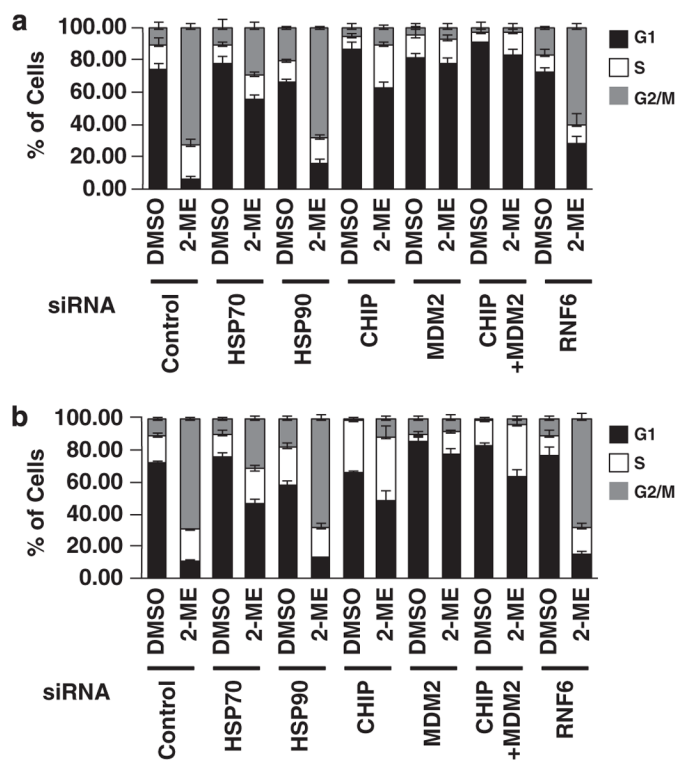 a
% of Cells
100.00
80.00
60.00
40.00
20.00
0.00
G1
S
G2/M
DMSO
2-ME
DMSO
2-ME
DMSO
2-ME
DMSO
2-ME
DMSO
2-ME
DMSO
2-ME
DMSO
2-ME
siRNA
Control
HSP70
HSP90
CHIP
MDM2
CHIP
+MDM2
RNF6
b
% of Cells
100.00
80.00
60.00
40.00
20.00
0.00
G1
S
G2/M
DMSO
2-ME
DMSO
2-ME
DMSO
2-ME
DMSO
2-ME
DMSO
2-ME
DMSO
2-ME
DMSO
2-ME
siRNA
Control
HSP70
HSP90
CHIP
MDM2
CHIP
+MDM2
RNF6